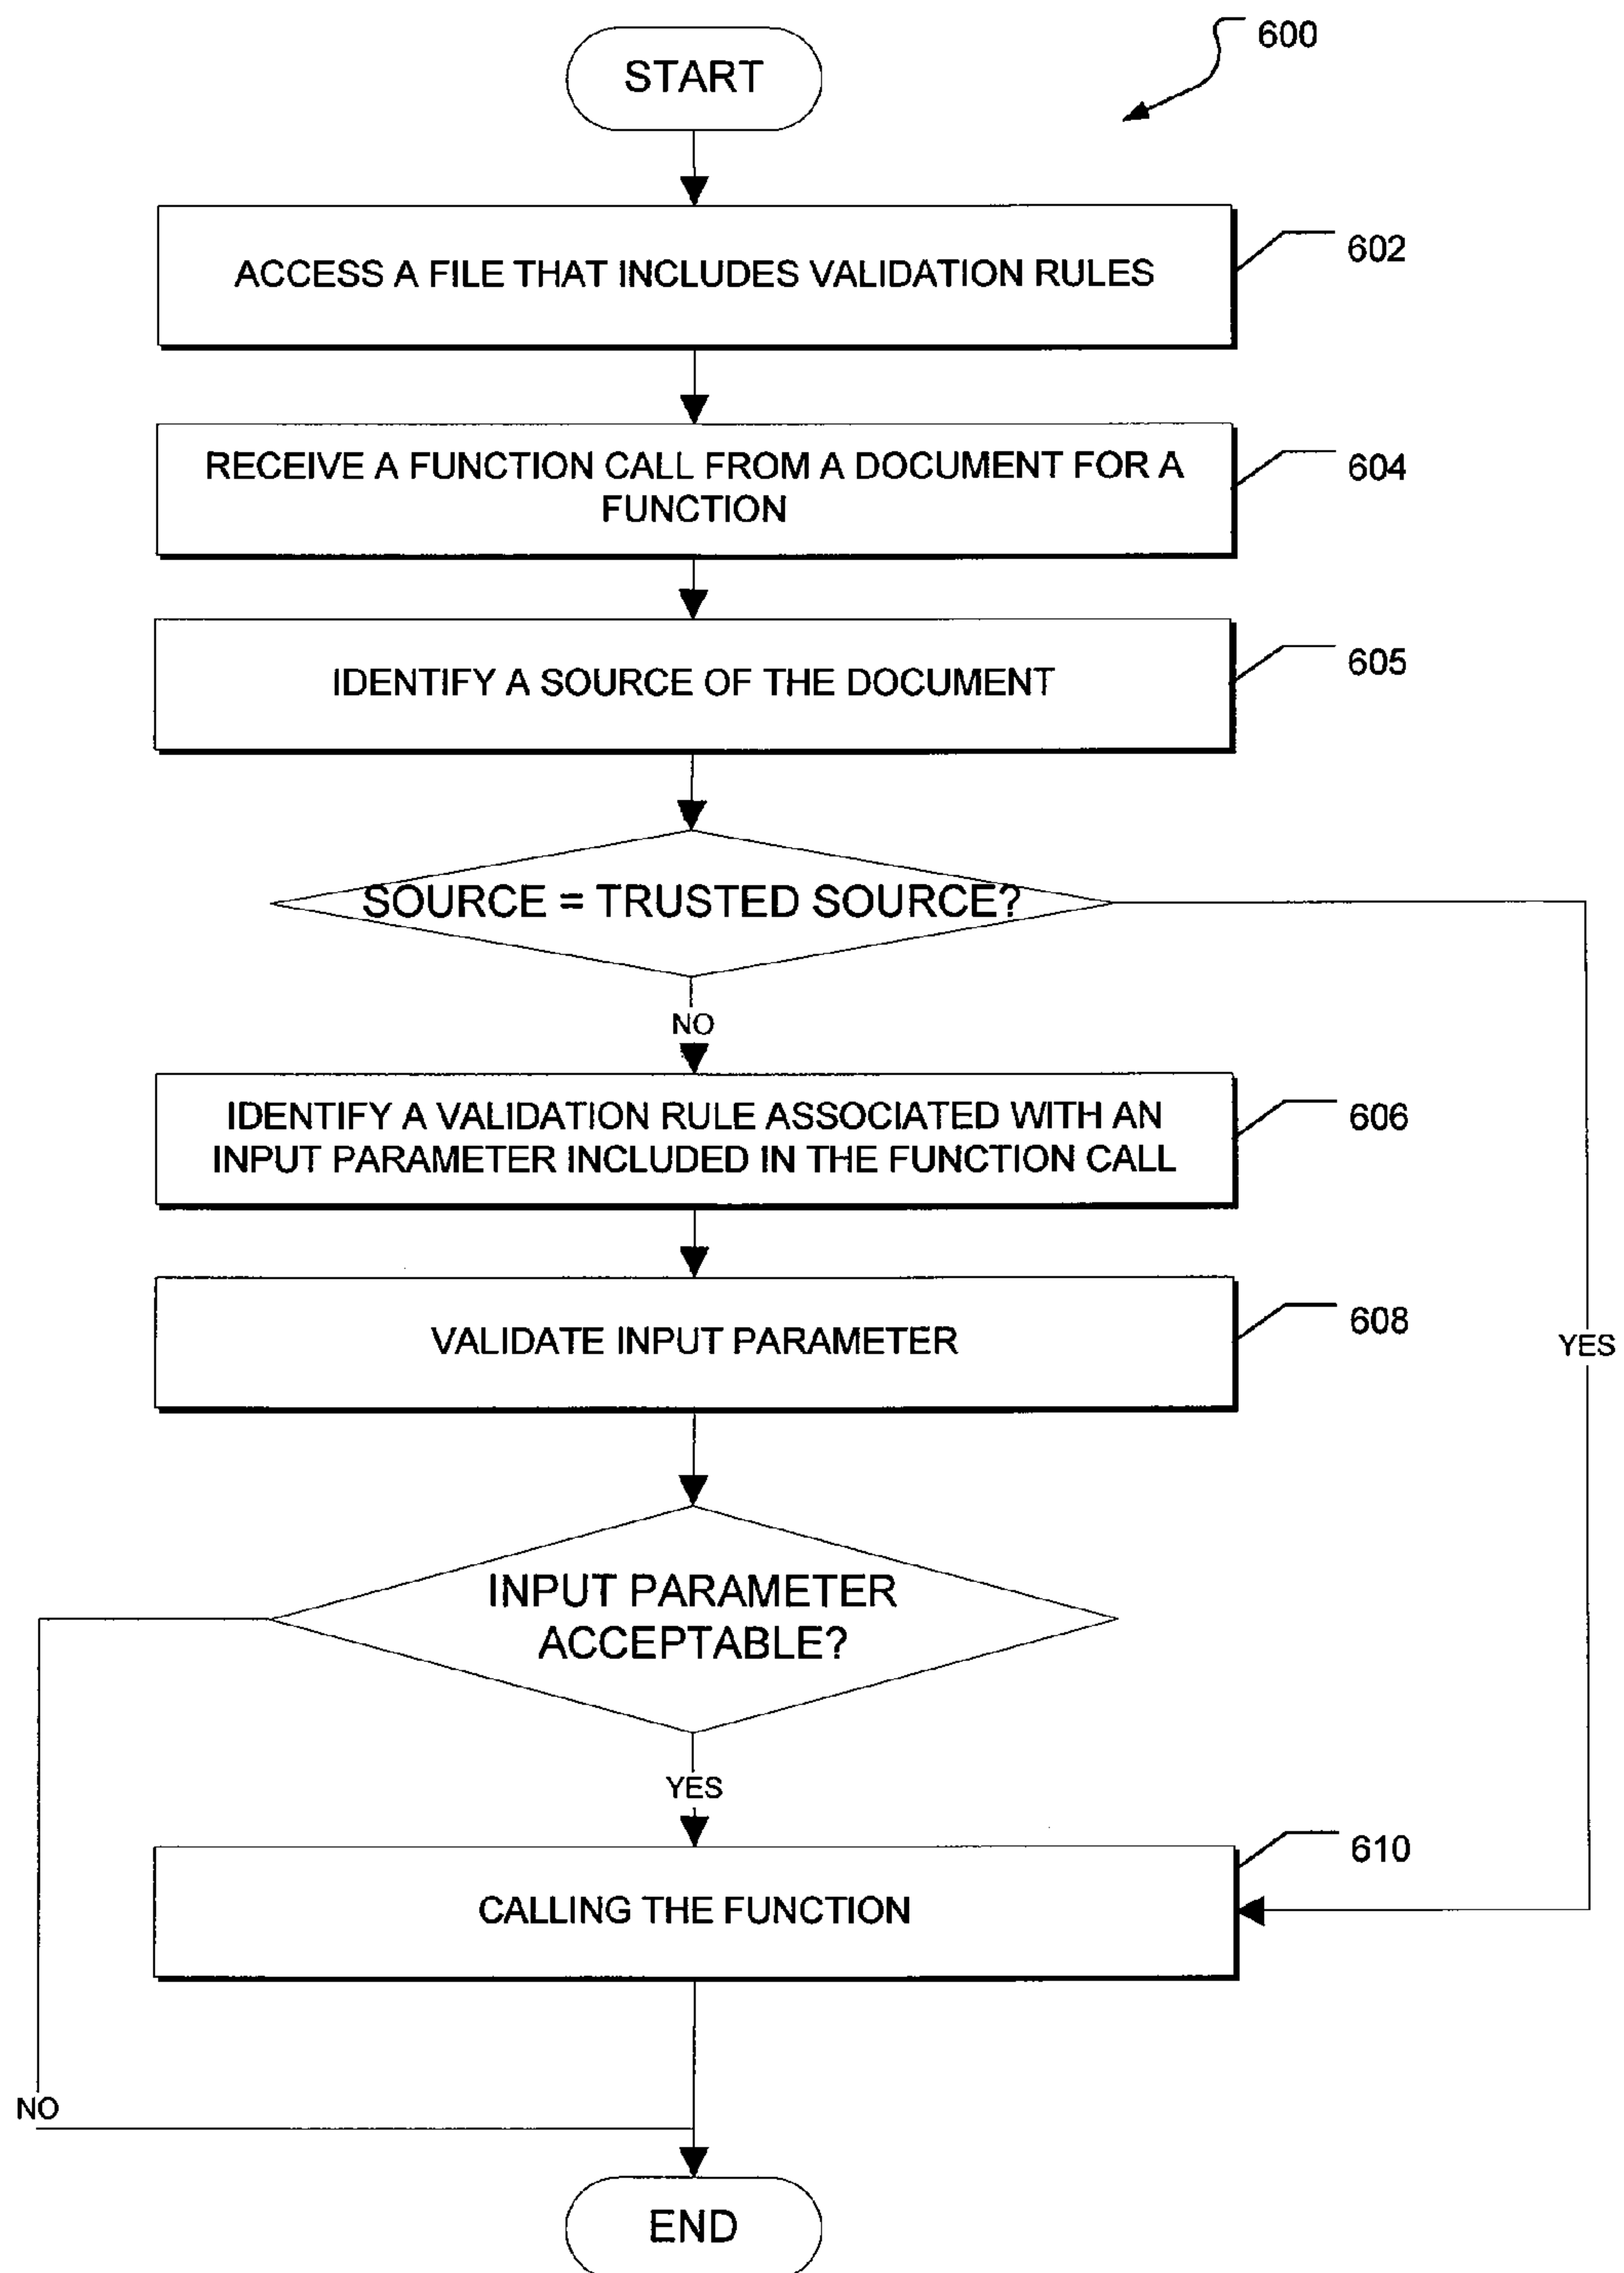 600
START
ACCESS A FILE THAT INCLUDES VALIDATION RULES
602
RECEIVE A FUNCTION CALL FROM A DOCUMENT FOR A
FUNCTION
604
IDENTIFY A SOURCE OF THE DOCUMENT
605
SOURCE = TRUSTED SOURCE?
NO
IDENTIFY A VALIDATION RULE ASSOCIATED WITH AN
INPUT PARAMETER INCLUDED IN THE FUNCTION CALL
606
VALIDATE INPUT PARAMETER
608
YES
INPUT PARAMETER
ACCEPTABLE?
YES
CALLING THE FUNCTION
610
NO
END